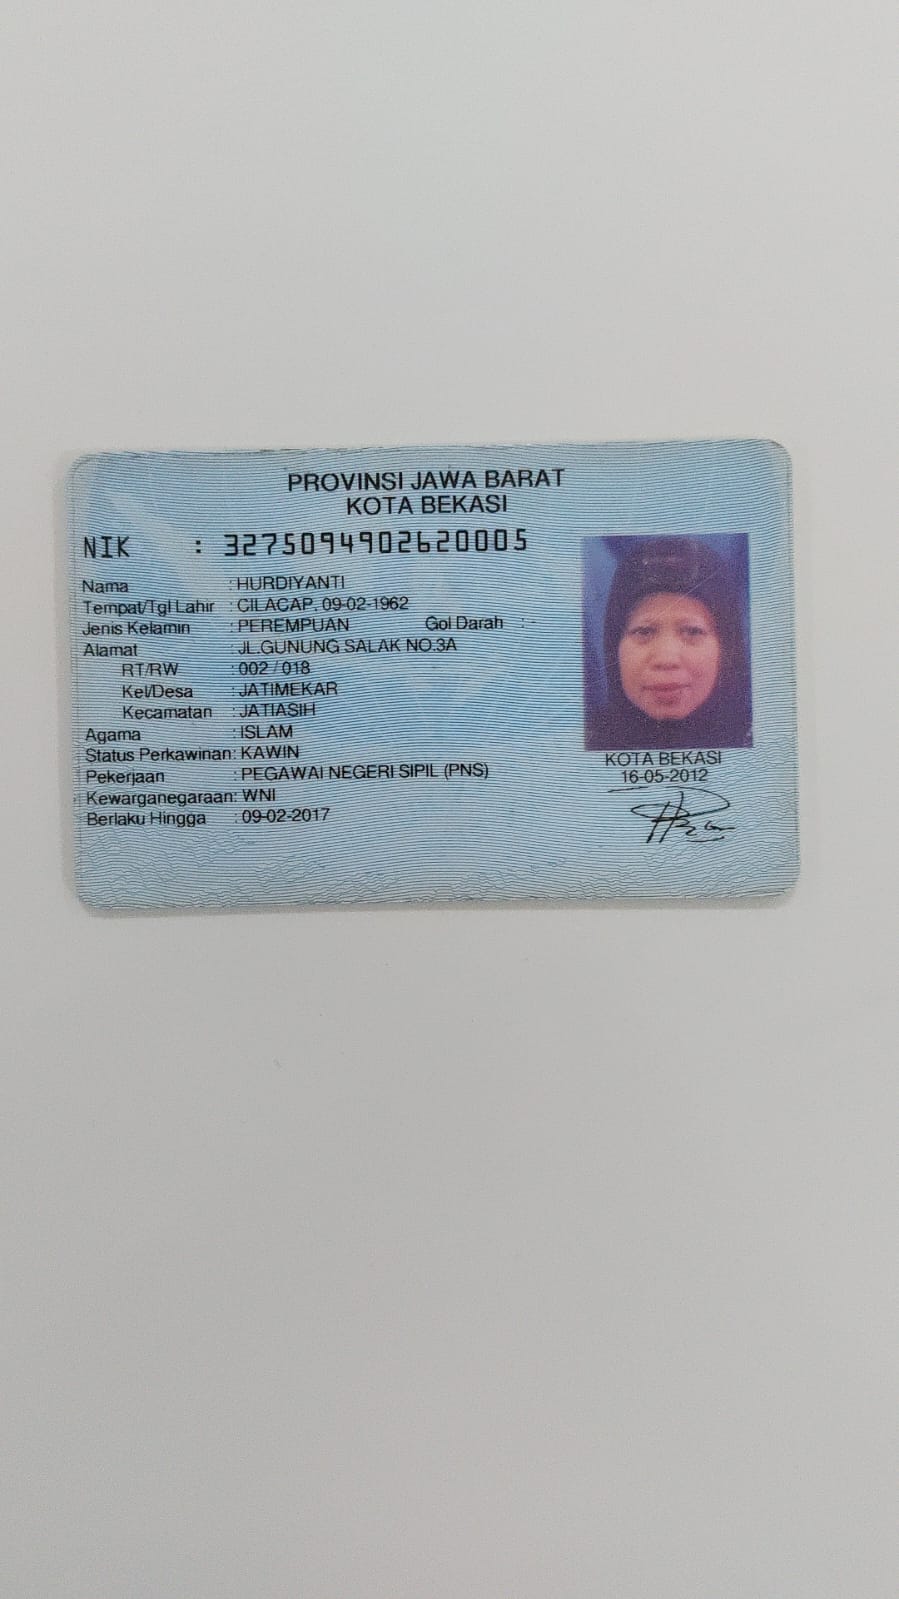 PROVINSI JAWA BARAT
KOTA BEKASI
NIK : 3275094902620005
Nama : HURDIYANTI
Tempat/Tgl Lahir : CILACAP, 09-02-1962
Jenis Kelamin : PEREMPUAN Gol Darah : -
Alamat : JL.GUNUNG SALAK NO.3A
RT/RW : 002 / 018
Kel/Desa : JATIMEKAR
Kecamatan : JATIASIH
Agama : ISLAM
Status Perkawinan: KAWIN
Pekerjaan : PEGAWAI NEGERI SIPIL (PNS)
Kewarganegaraan: WNI
Berlaku Hingga : 09-02-2017
KOTA BEKASI
16-05-2012